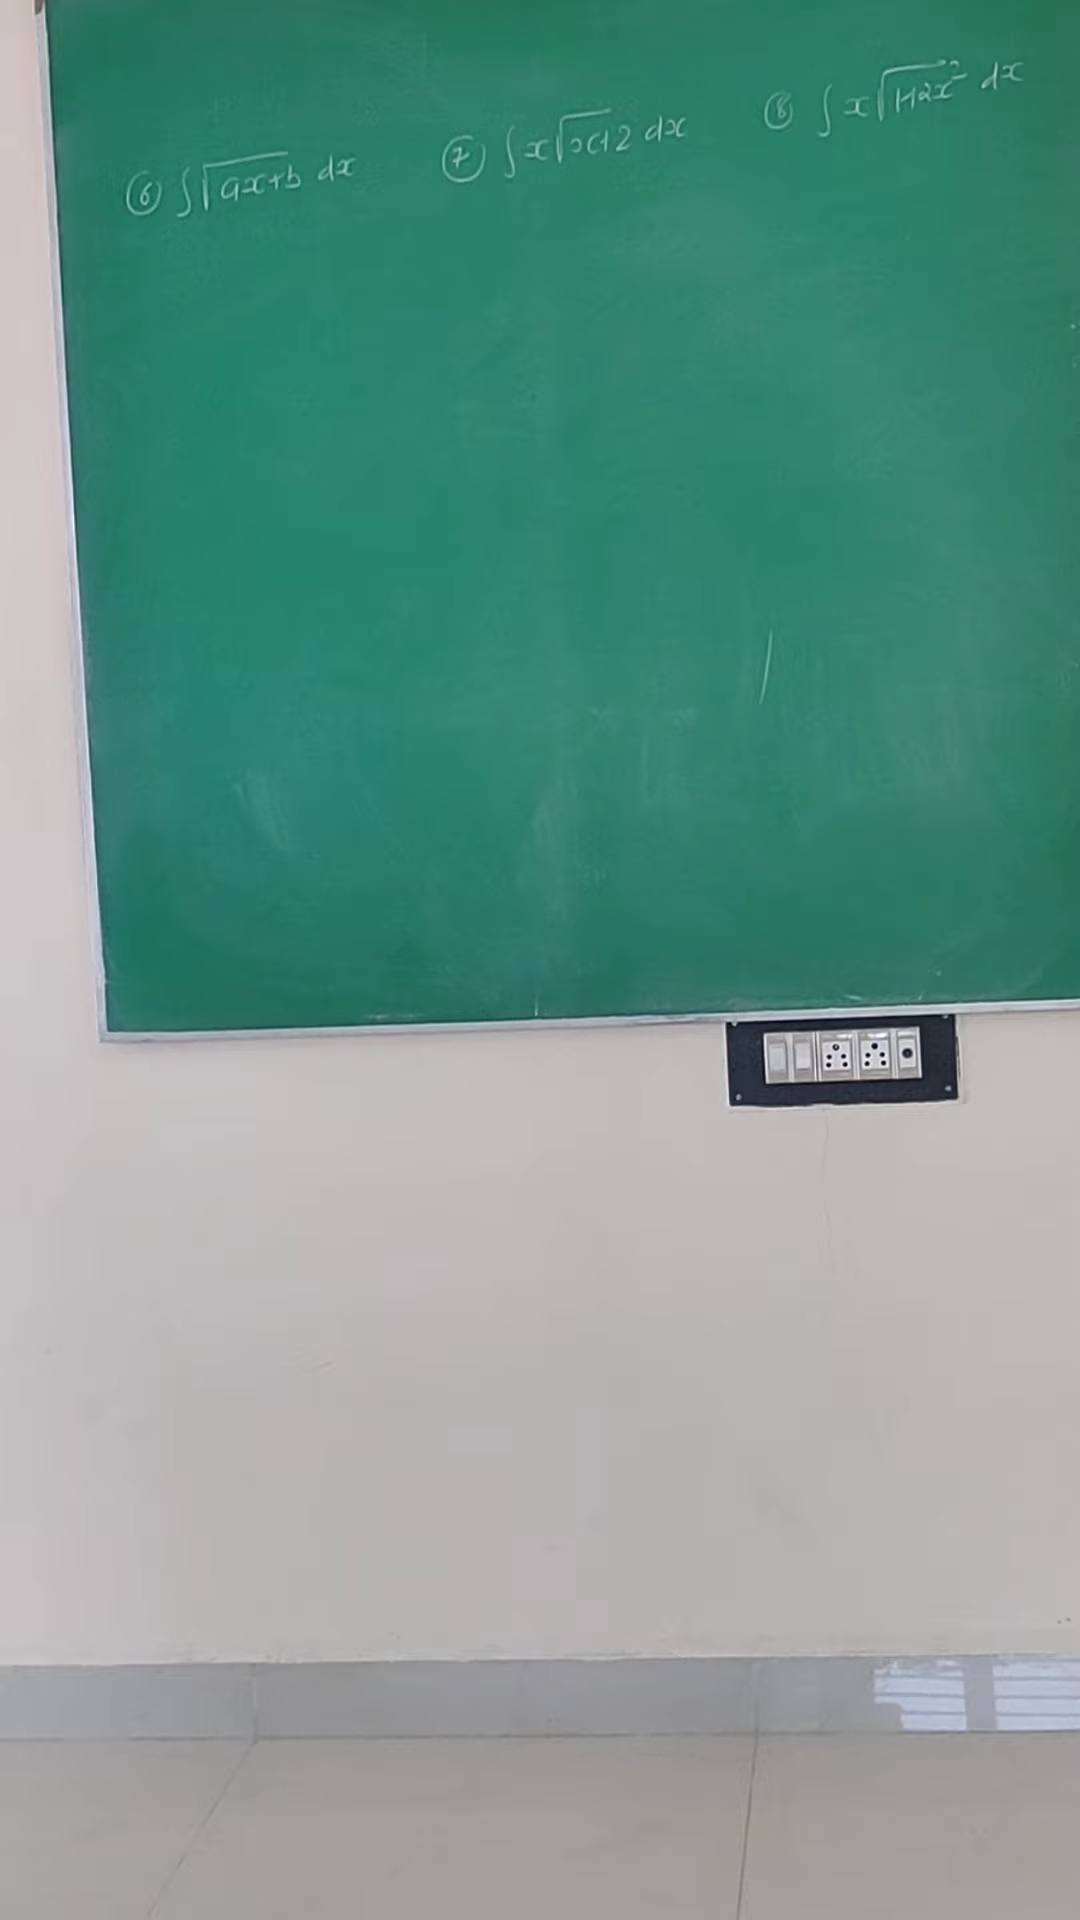 ⑥ ∫√(ax+b) dx ⑦ ∫x√(x+2) dx ⑧ ∫x√(1+2x²) dx